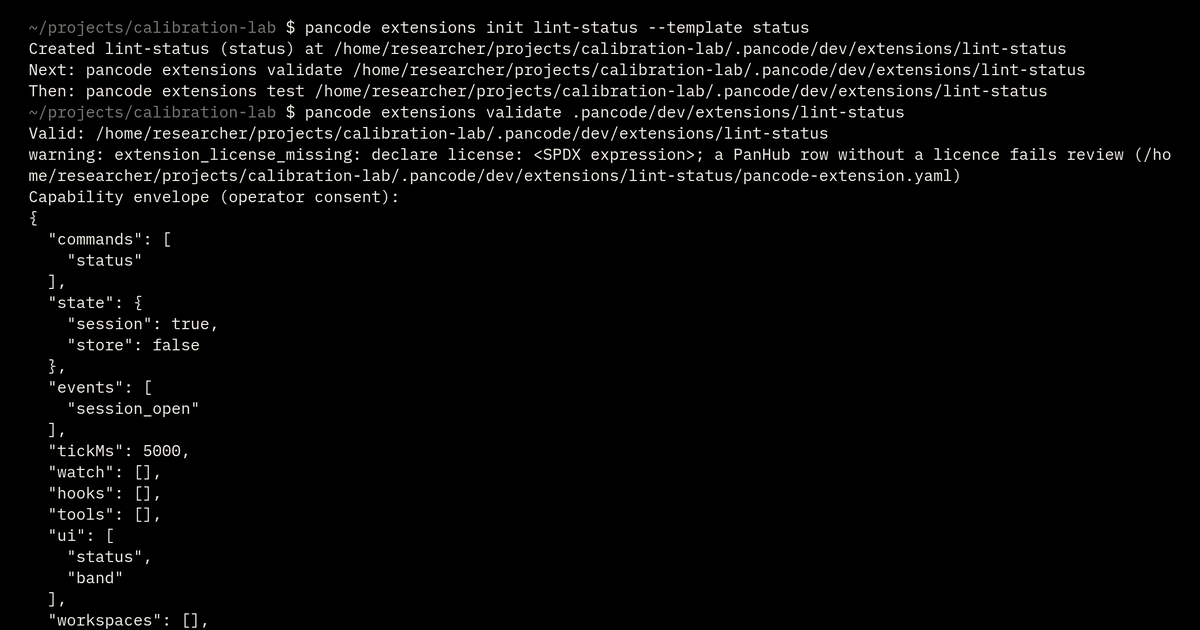 ~/projects/calibration-lab $ pancode extensions init lint-status --template status
Created lint-status (status) at /home/researcher/projects/calibration-lab/.pancode/dev/extensions/lint-status
Next: pancode extensions validate /home/researcher/projects/calibration-lab/.pancode/dev/extensions/lint-status
Then: pancode extensions test /home/researcher/projects/calibration-lab/.pancode/dev/extensions/lint-status
~/projects/calibration-lab $ pancode extensions validate .pancode/dev/extensions/lint-status
Valid: /home/researcher/projects/calibration-lab/.pancode/dev/extensions/lint-status
warning: extension_license_missing: declare license: <SPDX expression>; a PanHub row without a licence fails review (/ho
me/researcher/projects/calibration-lab/.pancode/dev/extensions/lint-status/pancode-extension.yaml)
Capability envelope (operator consent):
{
  "commands": [
    "status"
  ],
  "state": {
    "session": true,
    "store": false
  },
  "events": [
    "session_open"
  ],
  "tickMs": 5000,
  "watch": [],
  "hooks": [],
  "tools": [],
  "ui": [
    "status",
    "band"
  ],
  "workspaces": [],